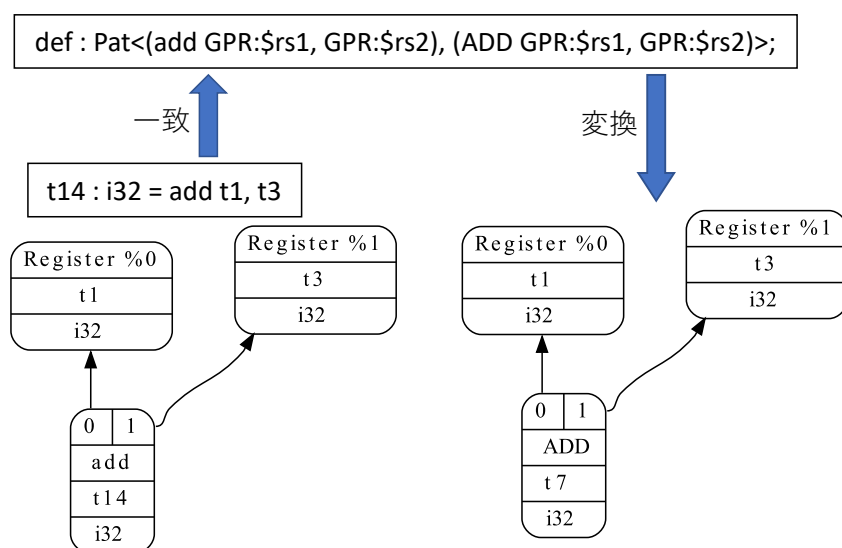 def : Pat<(add GPR:$rs1, GPR:$rs2), (ADD GPR:$rs1, GPR:$rs2)>;
一致
変換
t14 : i32 = add t1, t3
Register %0
t1
i32
Register %1
t3
i32
0 1
add
t14
i32
Register %0
t1
i32
Register %1
t3
i32
0 1
ADD
t7
i32